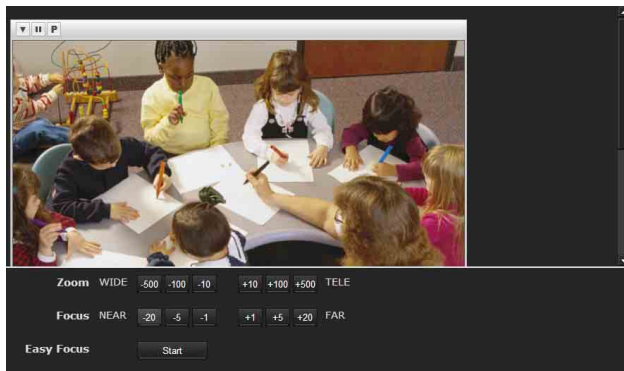 P
Zoom WIDE -500 -100 -10 +10 +100 +500 TELE
Focus NEAR -20 -5 -1 +1 +5 +20 FAR
Easy Focus Start